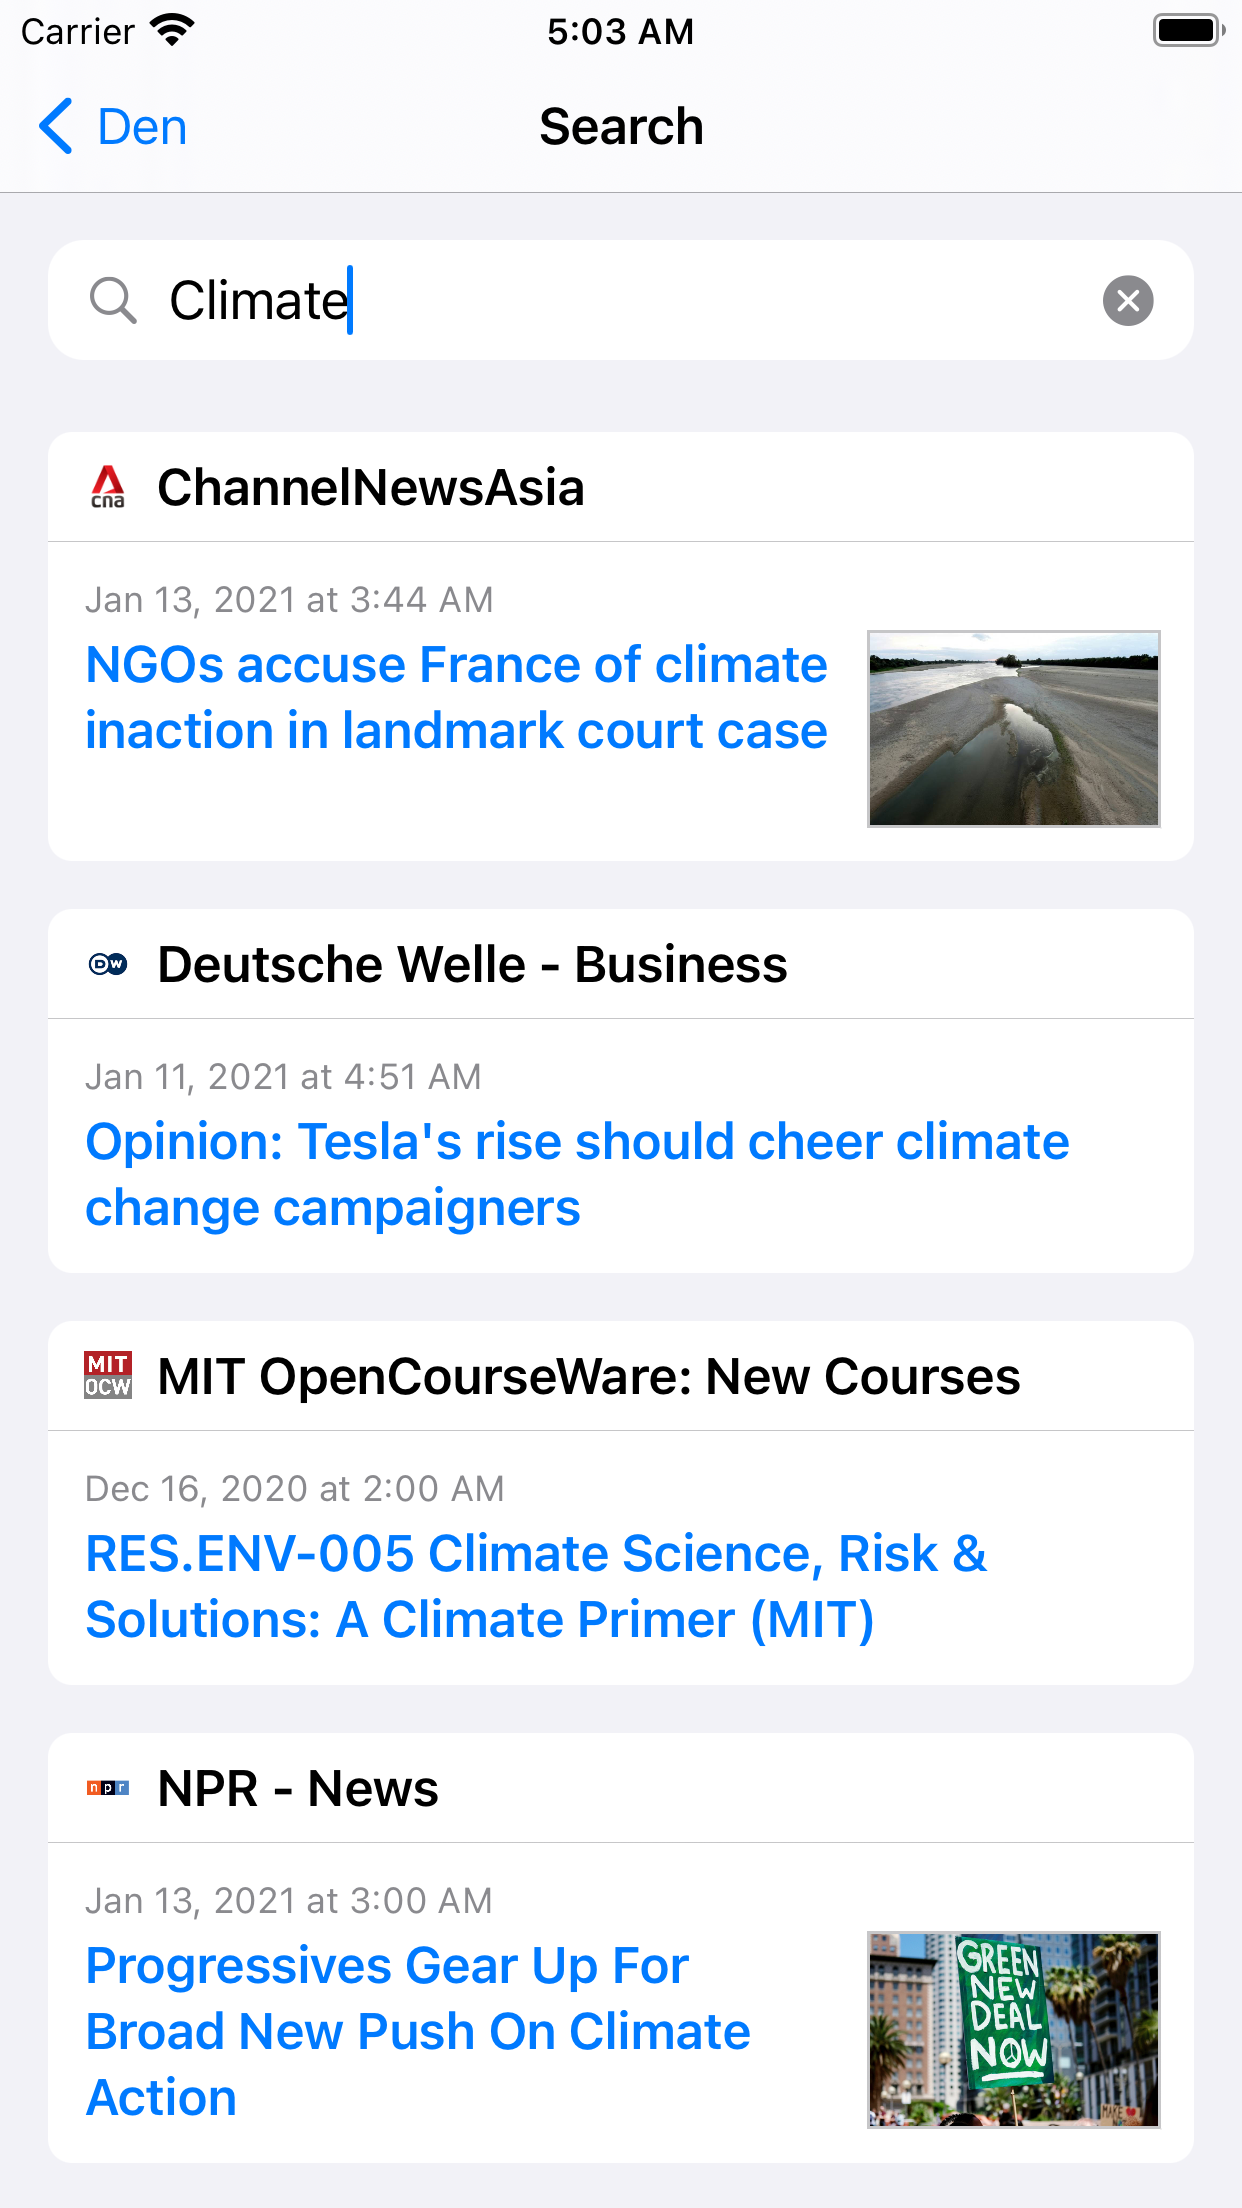 Carrier 5:03 AM
Den Search
Climate
cna ChannelNewsAsia
Jan 13, 2021 at 3:44 AM
NGOs accuse France of climate
inaction in landmark court case
DW Deutsche Welle - Business
Jan 11, 2021 at 4:51 AM
Opinion: Tesla's rise should cheer climate
change campaigners
MIT
OCW
MIT OpenCourseWare: New Courses
Dec 16, 2020 at 2:00 AM
RES.ENV-005 Climate Science, Risk &
Solutions: A Climate Primer (MIT)
npr NPR - News
Jan 13, 2021 at 3:00 AM
Progressives Gear Up For
Broad New Push On Climate
Action
GREEN
NEW
DEAL
NOW